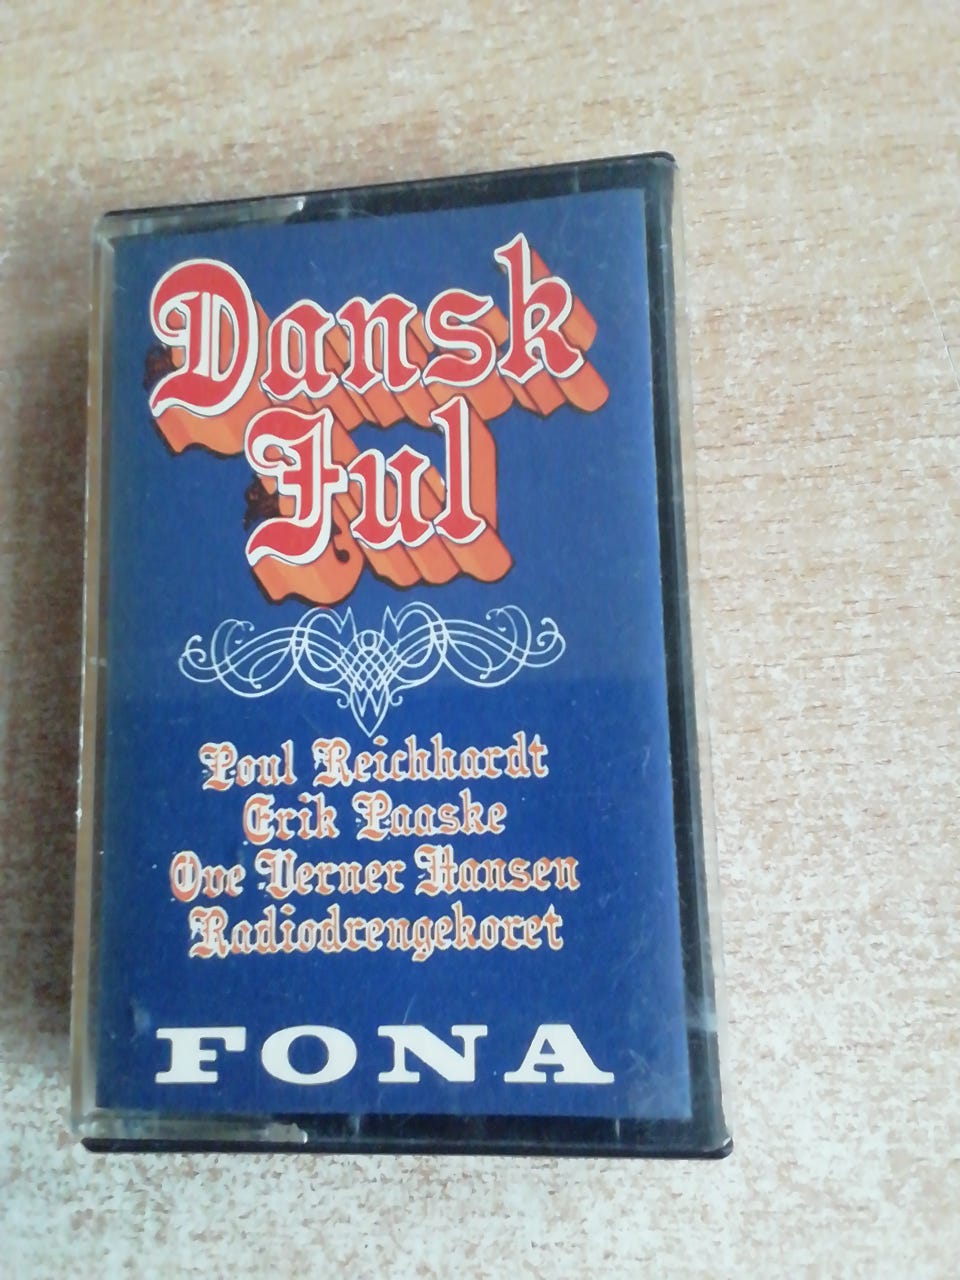 Dansk
Jul
Poul Reichhardt
Erik Paaske
Ove Verner Hansen
Radiodrengekoret
FONA